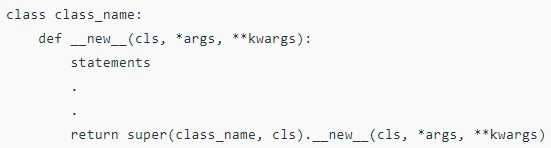 class class_name:
    def __new__(cls, *args, **kwargs):
        statements
        .
        .
        return super(class_name, cls).__new__(cls, *args, **kwargs)